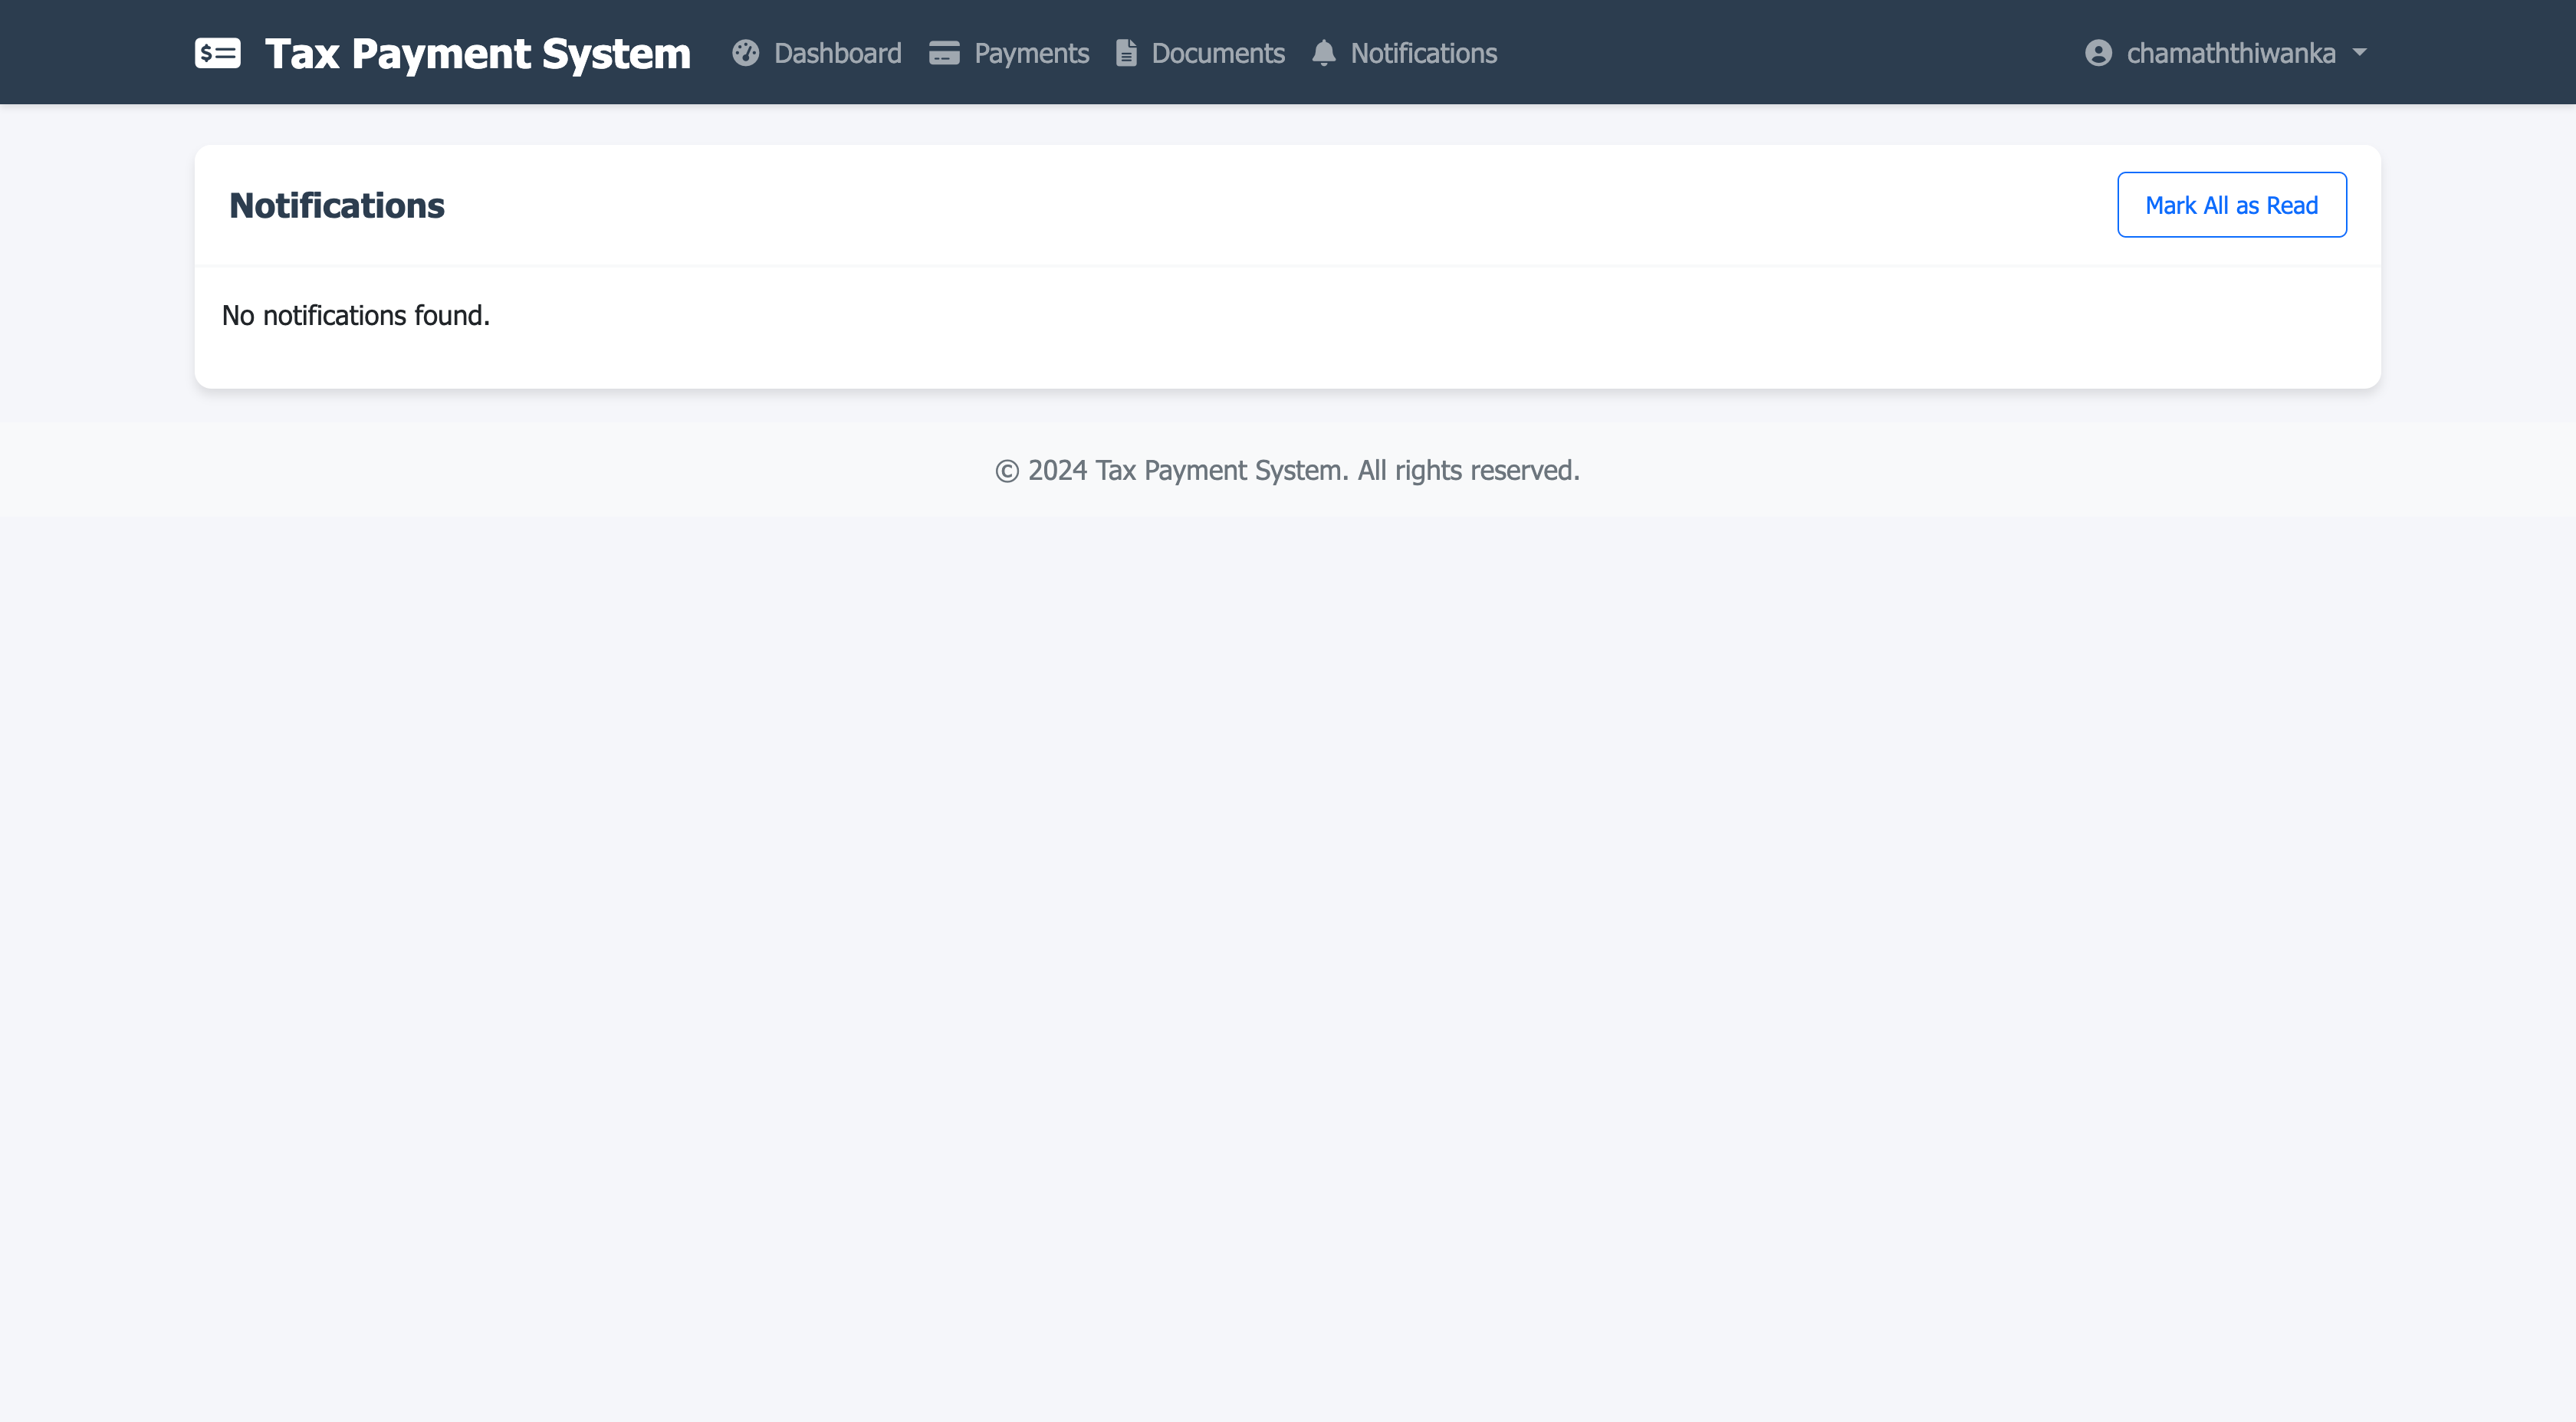 Tax Payment System Dashboard Payments Documents Notifications chamaththiwanka
Notifications Mark All as Read
No notifications found.
© 2024 Tax Payment System. All rights reserved.